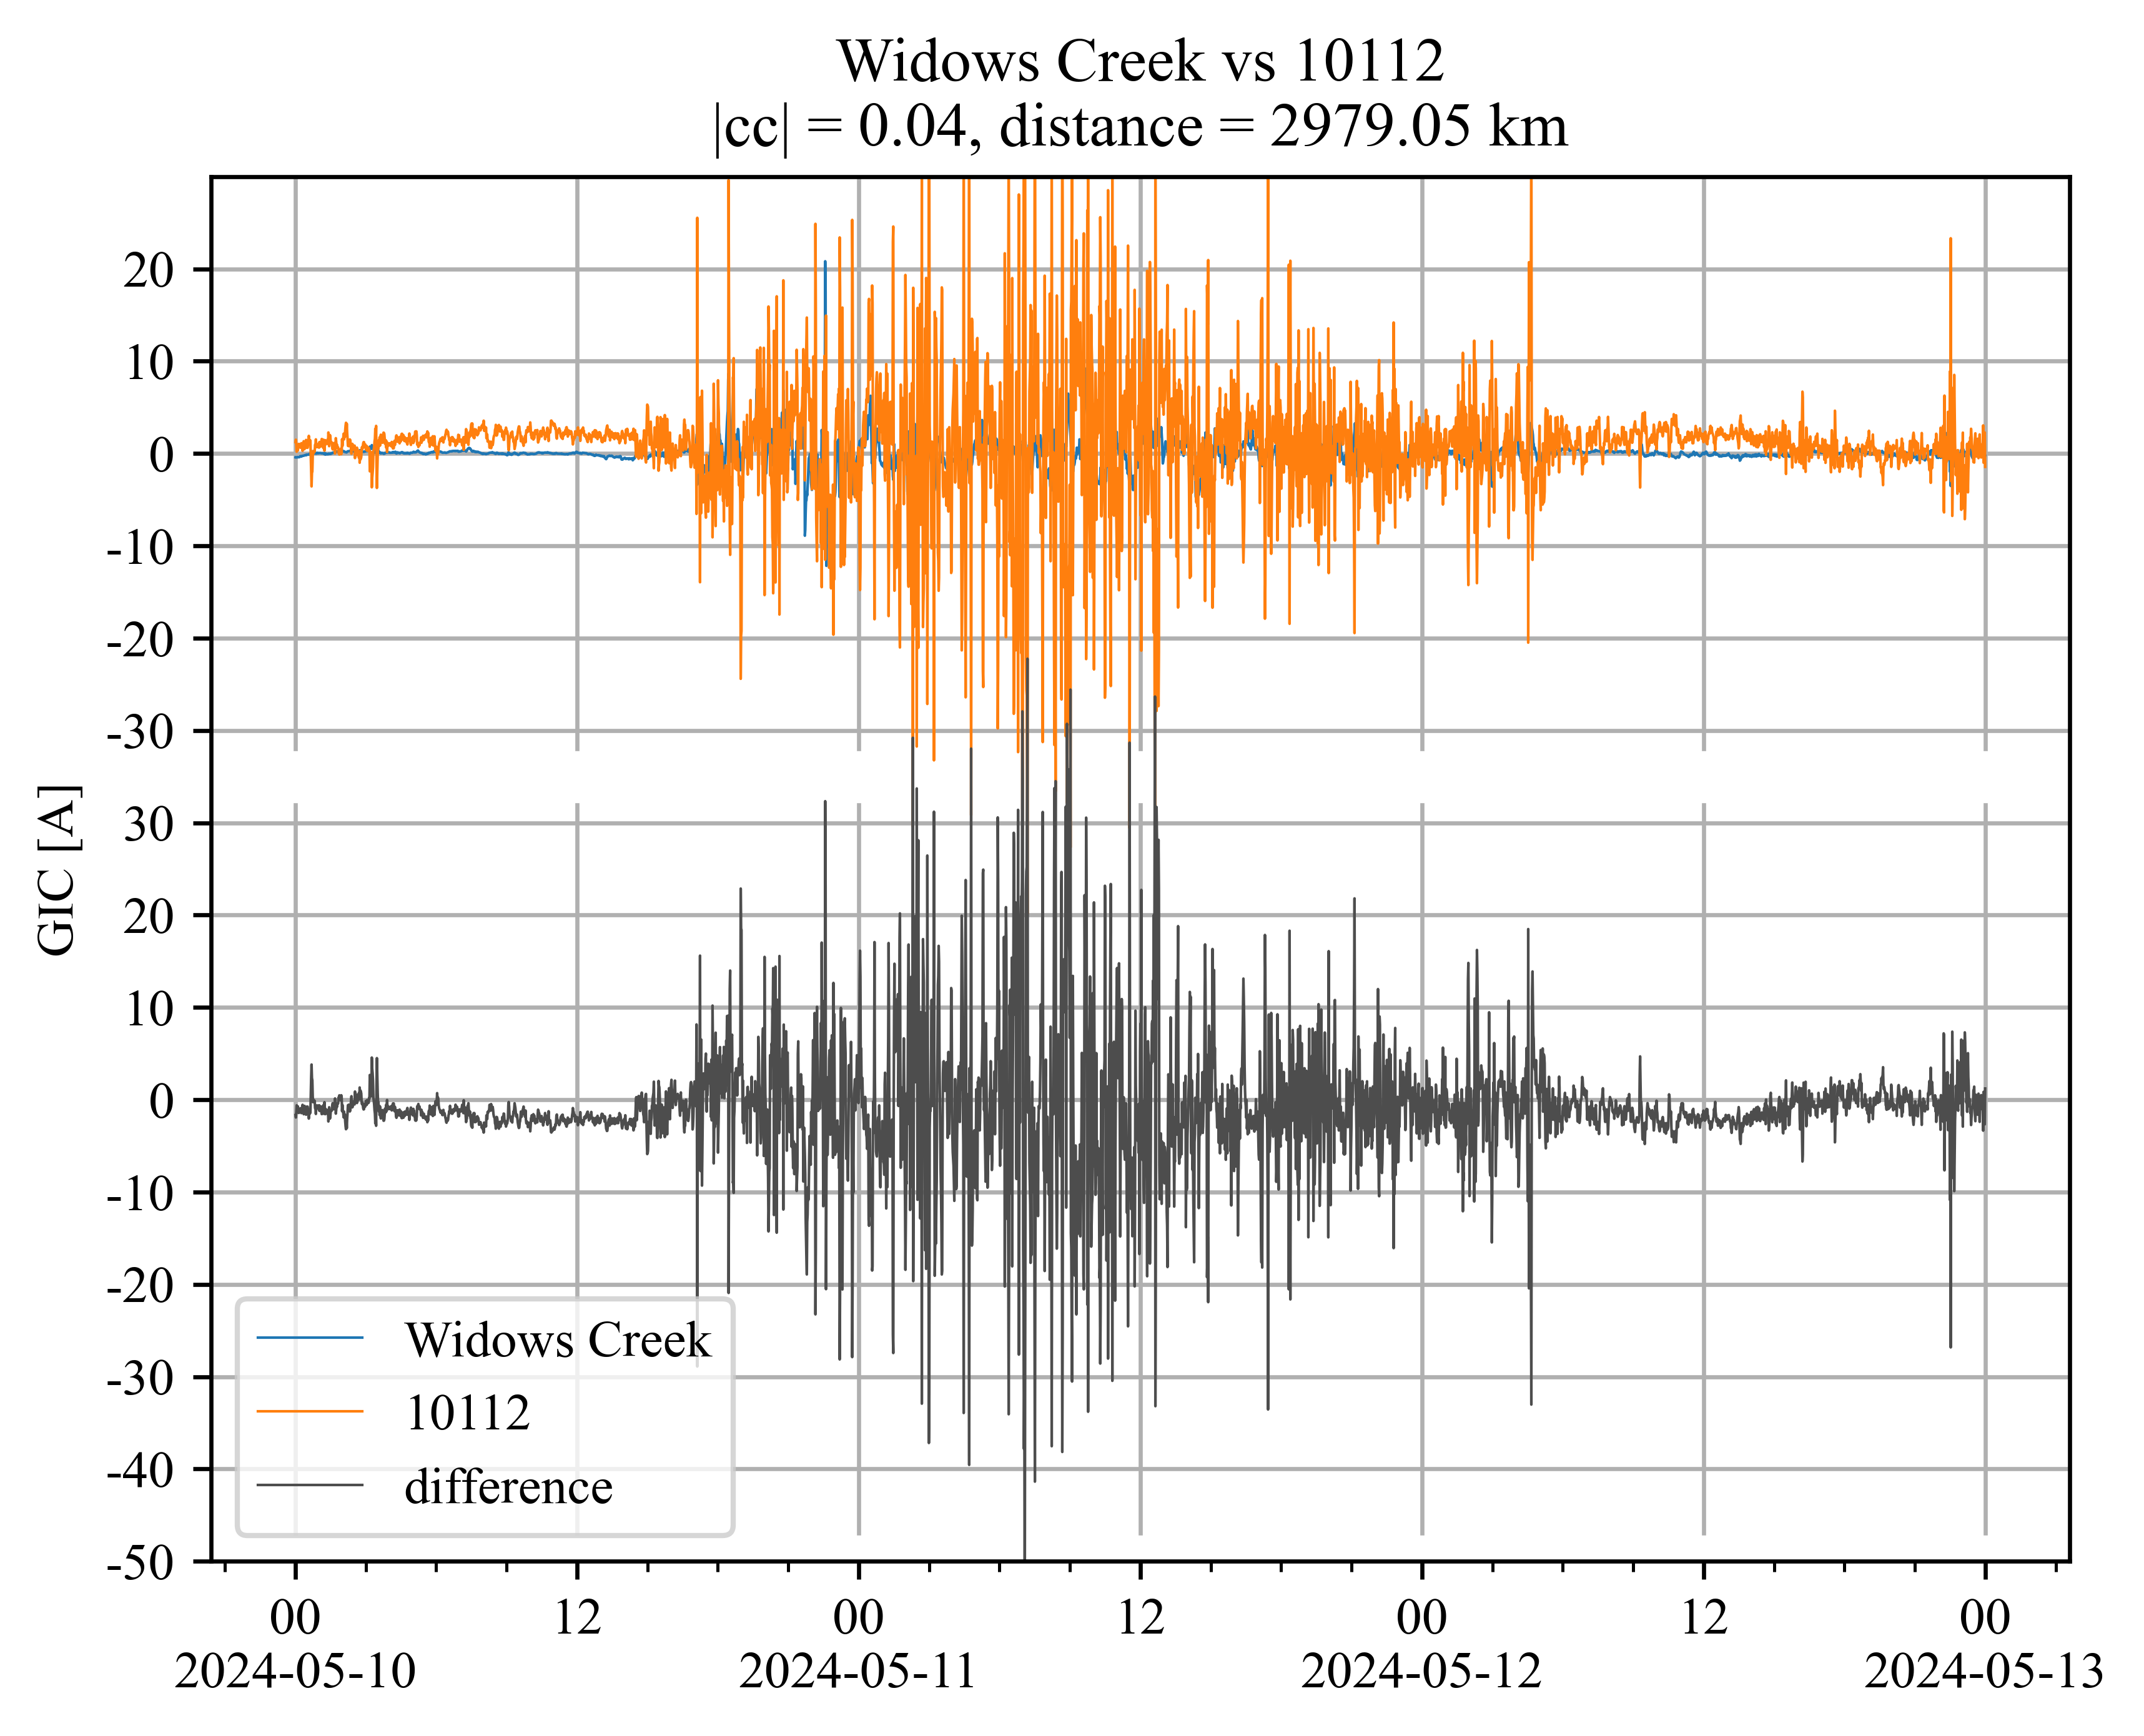 Widows Creek vs 10112
|cc| = 0.04, distance = 2979.05 km
GIC [A]
20
10
0
-10
-20
-30
30
20
10
0
-10
-20
-30
-40
-50
Widows Creek
10112
difference
00 12 00 12 00 12 00
2024-05-10 2024-05-11 2024-05-12 2024-05-13